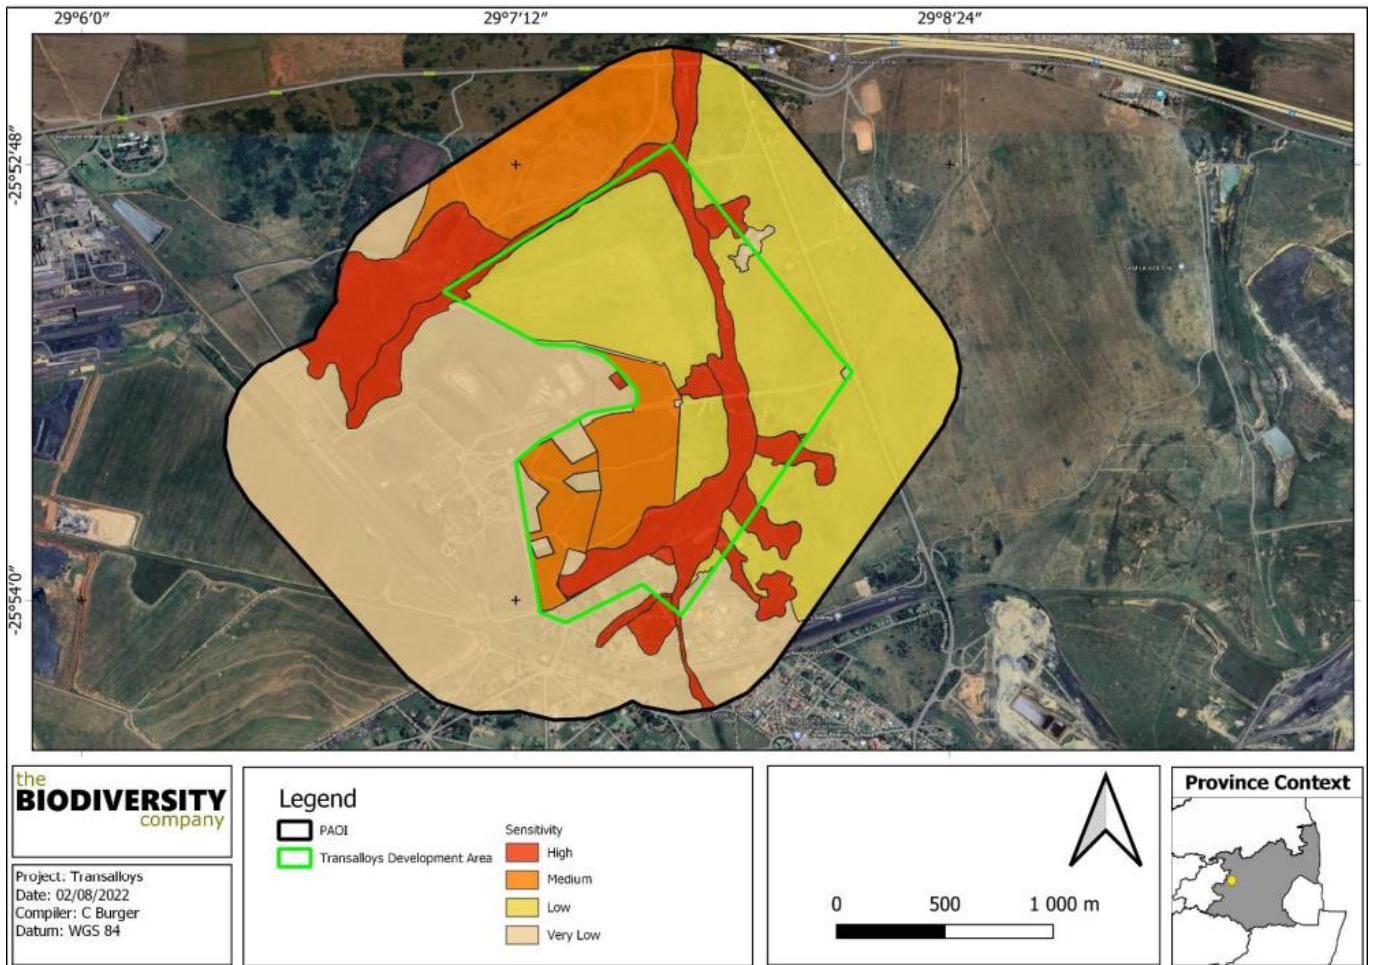 29°6′0″ 29°7′12″ 29°8′24″
-25°52′48″
-25°54′0″
the
BIODIVERSITY
company
Project: Transalloys
Date: 02/08/2022
Compiler: C Burger
Datum: WGS 84
Legend
PAOI
Transalloys Development Area
Sensitivity
High
Medium
Low
Very Low
0 500 1 000 m
Province Context